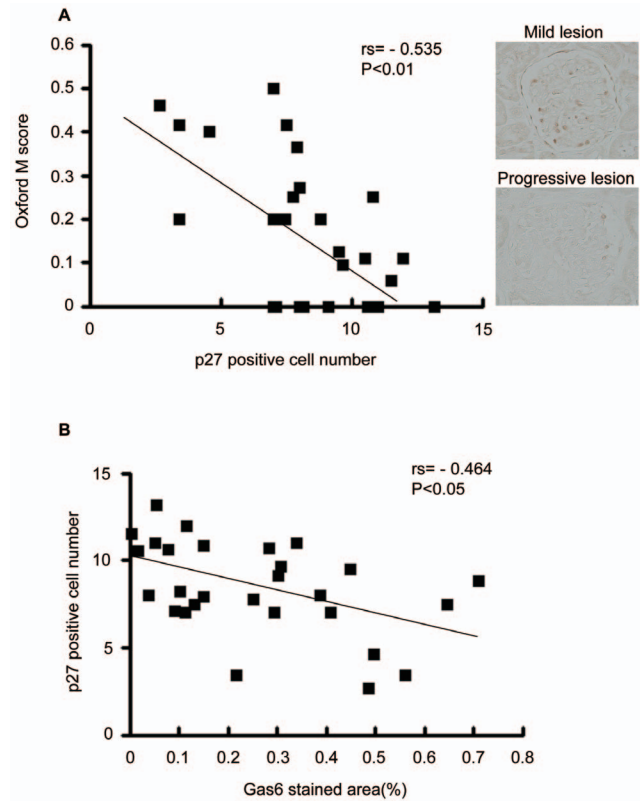 A
rs= - 0.535
P<0.01
Mild lesion
Progressive lesion
Oxford M score
0.6
0.5
0.4
0.3
0.2
0.1
0
0
5
10
15
p27 positive cell number
B
rs= - 0.464
P<0.05
p27 positive cell number
15
10
5
0
0
0.1
0.2
0.3
0.4
0.5
0.6
0.7
0.8
Gas6 stained area(%)